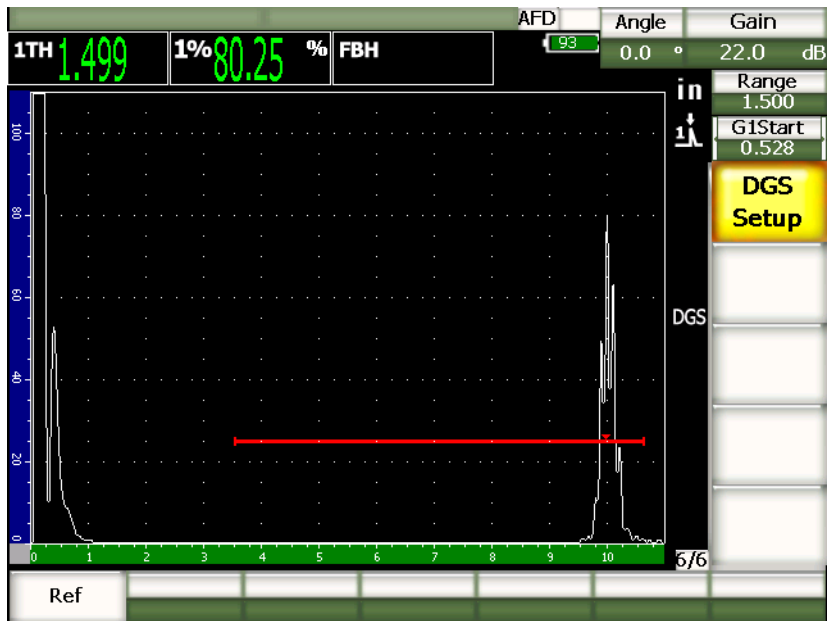 AFD
Angle
Gain
1TH 1.499
1% 80.25 %
FBH
93
0.0 °
22.0 dB
in
Range
1.500
1
G1Start
0.528
DGS
Setup
DGS
100
80
60
40
20
0
0 1 2 3 4 5 6 7 8 9 10
6/6
Ref